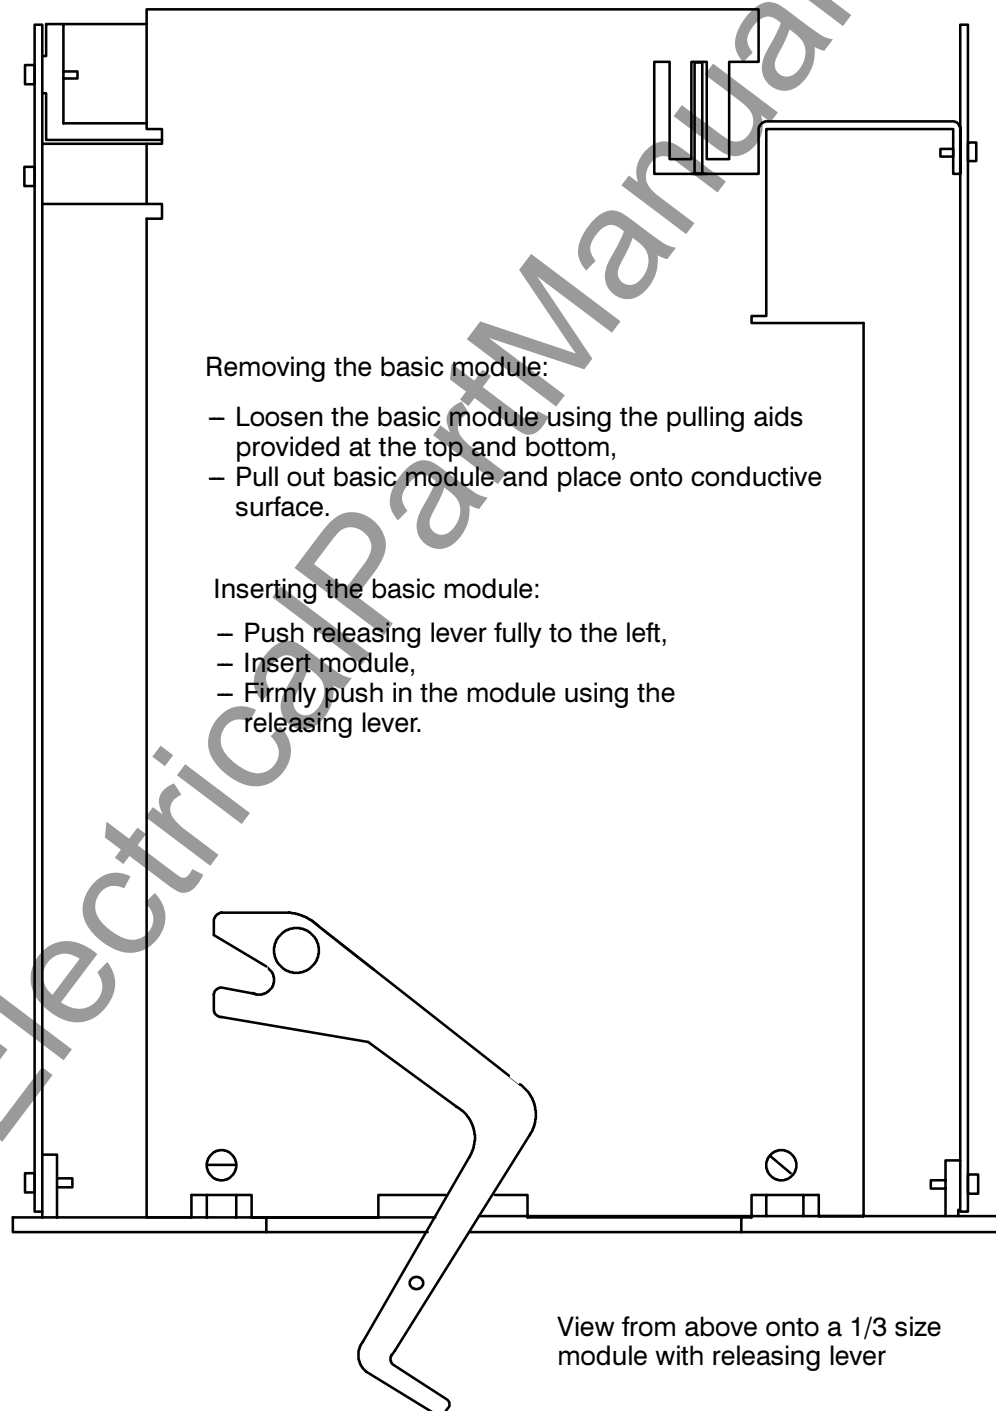 Removing the basic module:
– Loosen the basic module using the pulling aids
provided at the top and bottom,
– Pull out basic module and place onto conductive
surface.
Inserting the basic module:
– Push releasing lever fully to the left,
– Insert module,
– Firmly push in the module using the
releasing lever.
View from above onto a 1/3 size
module with releasing lever
ElectricalPartManual